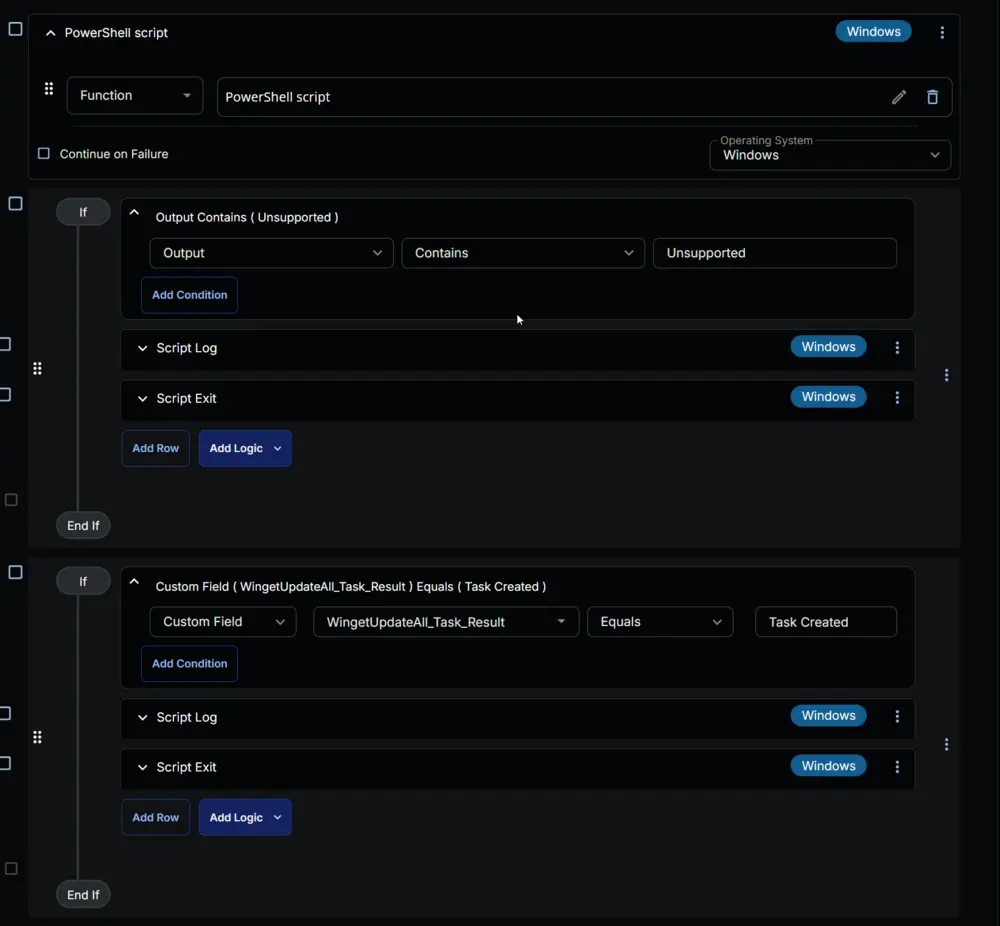 PowerShell script
Windows
Function
PowerShell script
Continue on Failure
Operating System
Windows
If
Output Contains ( Unsupported )
Output
Contains
Unsupported
Add Condition
Script Log
Windows
Script Exit
Windows
Add Row
Add Logic
End If
If
Custom Field ( WingetUpdateAll_Task_Result ) Equals ( Task Created )
Custom Field
WingetUpdateAll_Task_Result
Equals
Task Created
Add Condition
Script Log
Windows
Script Exit
Windows
Add Row
Add Logic
End If